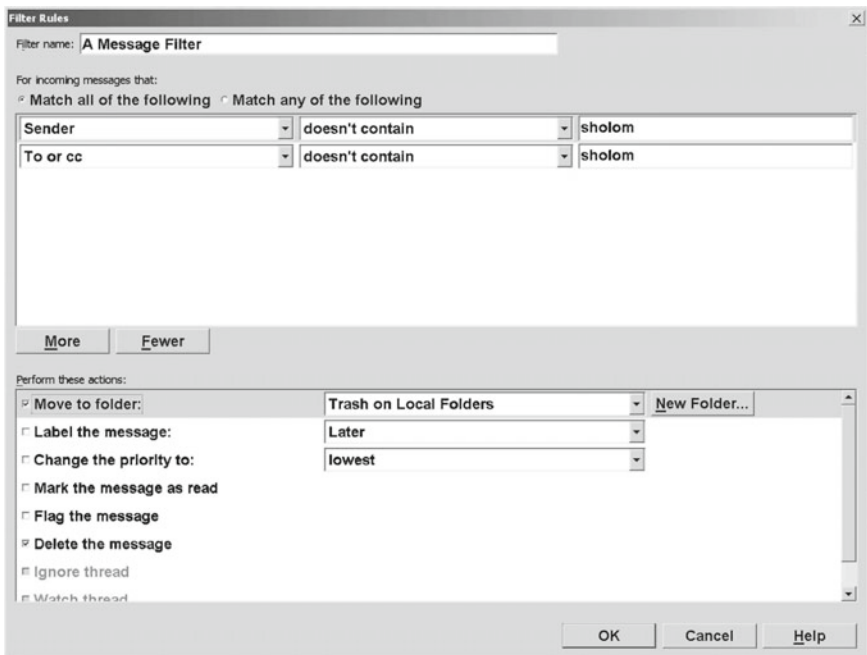 Filter Rules
Filter name: A Message Filter
For incoming messages that:
Match all of the following Match any of the following
Sender doesn't contain sholom
To or cc doesn't contain sholom
More Fewer
Perform these actions:
Move to folder: Trash on Local Folders New Folder...
Label the message: Later
Change the priority to: lowest
Mark the message as read
Flag the message
Delete the message
Ignore thread
Watch thread
OK Cancel Help